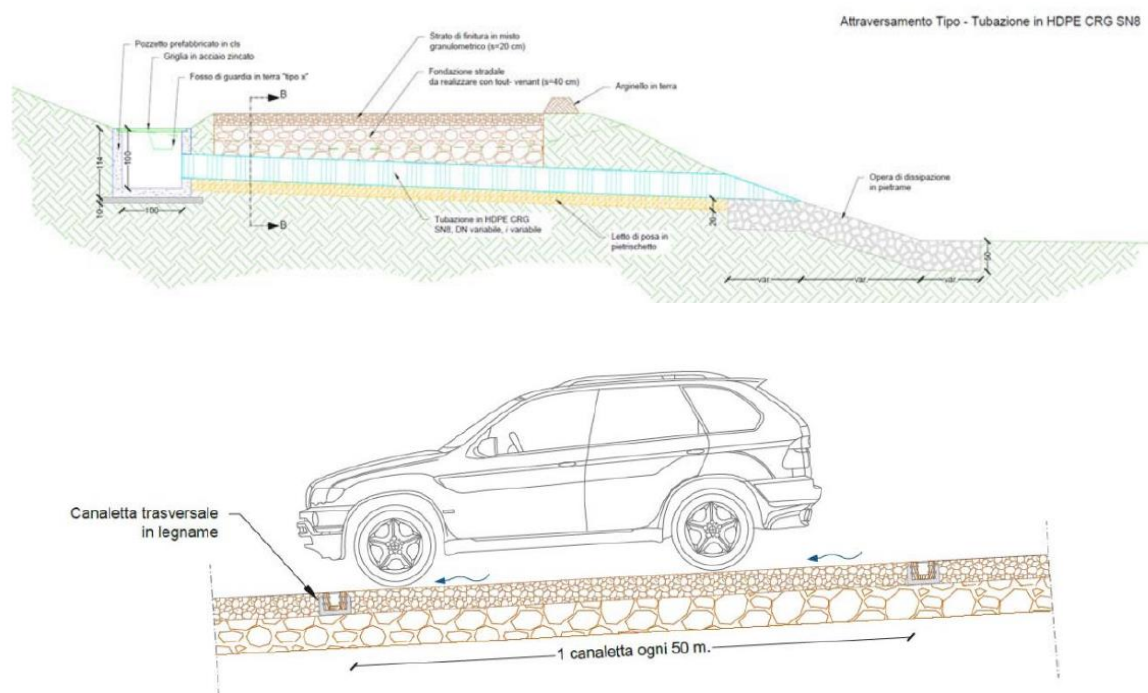 Attraversamento Tipo - Tubazione in HDPE CRG SN8
Pozzetto prefabbricato in cls
Griglia in acciaio zincato
Fosso di guardia in terra "tipo x"
Strato di finitura in misto
granulometrico (s=20 cm)
Fondazione stradale
da realizzare con tout- venant (s=40 cm)
Arginello in terra
B
B
114
100
10
100
Tubazione in HDPE CRG
SN8, DN variabile, i variabile
Letto di posa in
pietrischetto
20
Opera di dissipazione
in pietrame
50
var.
var.
var.
Canaletta trasversale
in legname
1 canaletta ogni 50 m.